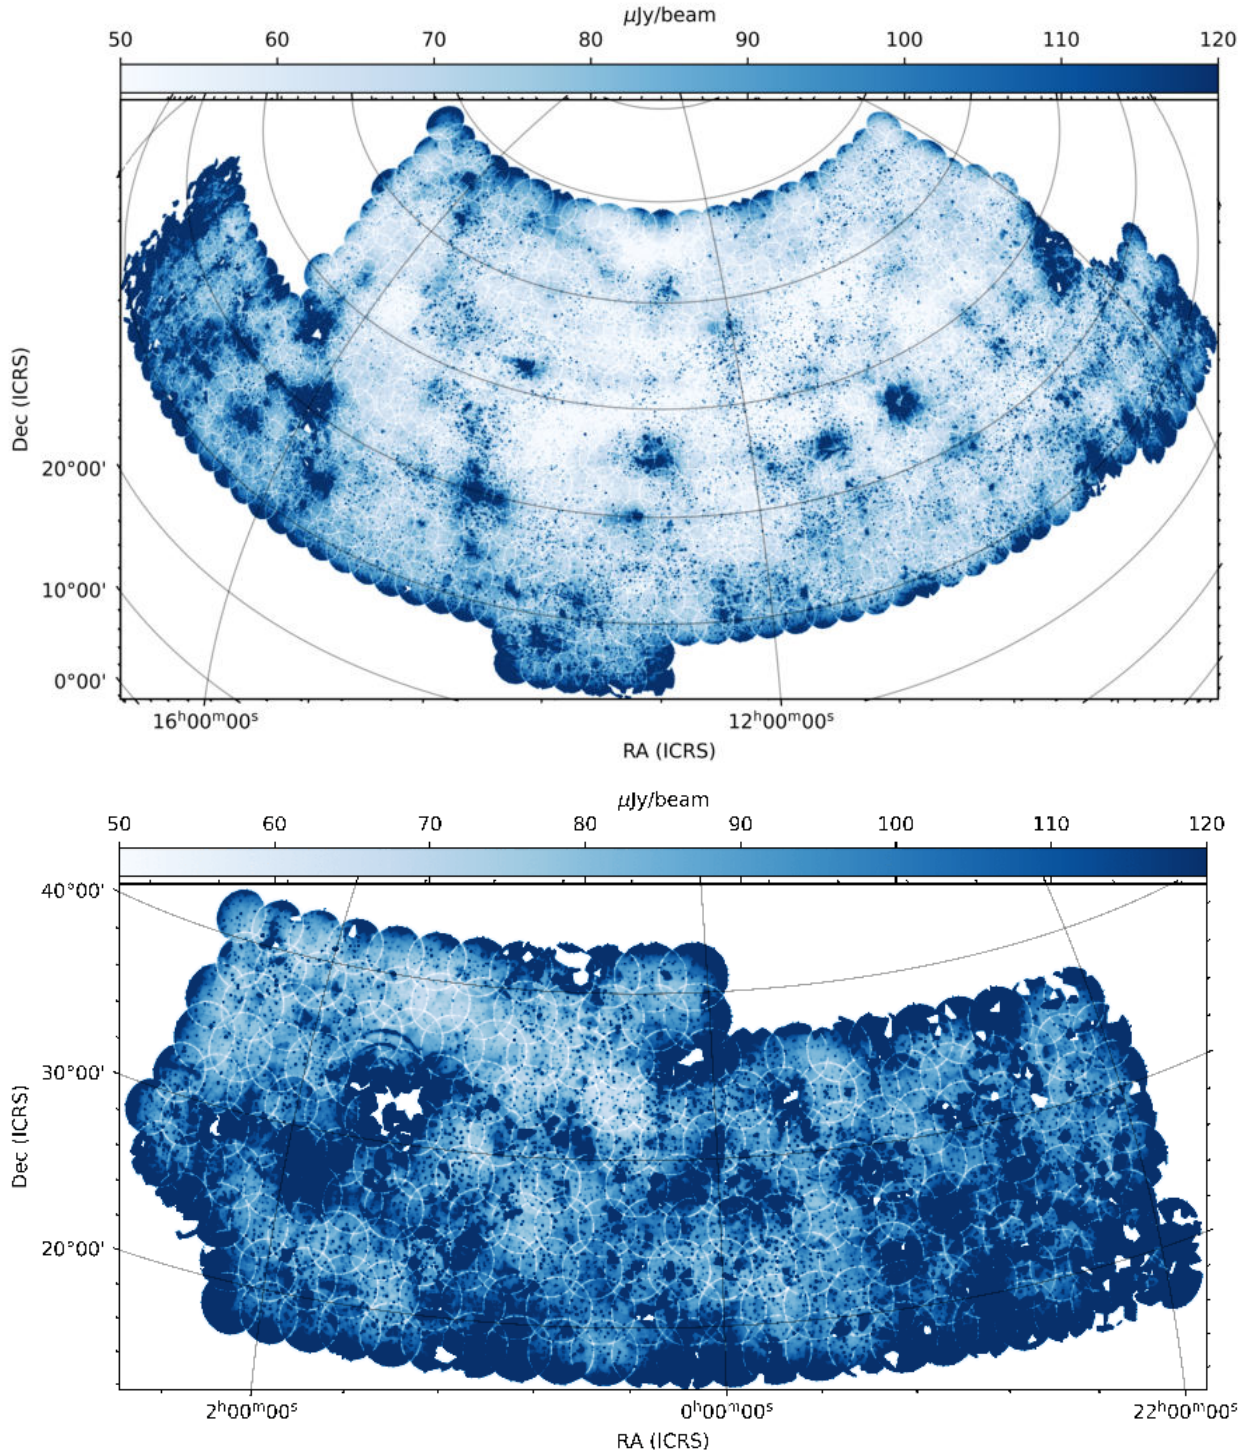 μJy/beam
50 60 70 80 90 100 110 120
Dec (ICRS)
20°00'
10°00'
0°00'
16ʰ00ᵐ00ˢ 12ʰ00ᵐ00ˢ
RA (ICRS)
μJy/beam
50 60 70 80 90 100 110 120
40°00'
30°00'
Dec (ICRS)
20°00'
2ʰ00ᵐ00ˢ 0ʰ00ᵐ00ˢ 22ʰ00ᵐ00ˢ
RA (ICRS)